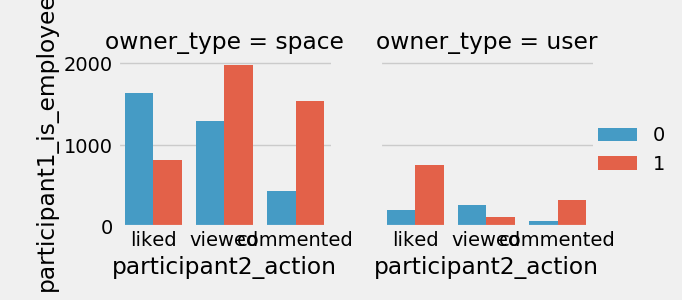 owner_type = space
owner_type = user
participant1_is_employee
2000
1000
0
liked
viewed
commented
liked
viewed
commented
participant2_action
participant2_action
0
1